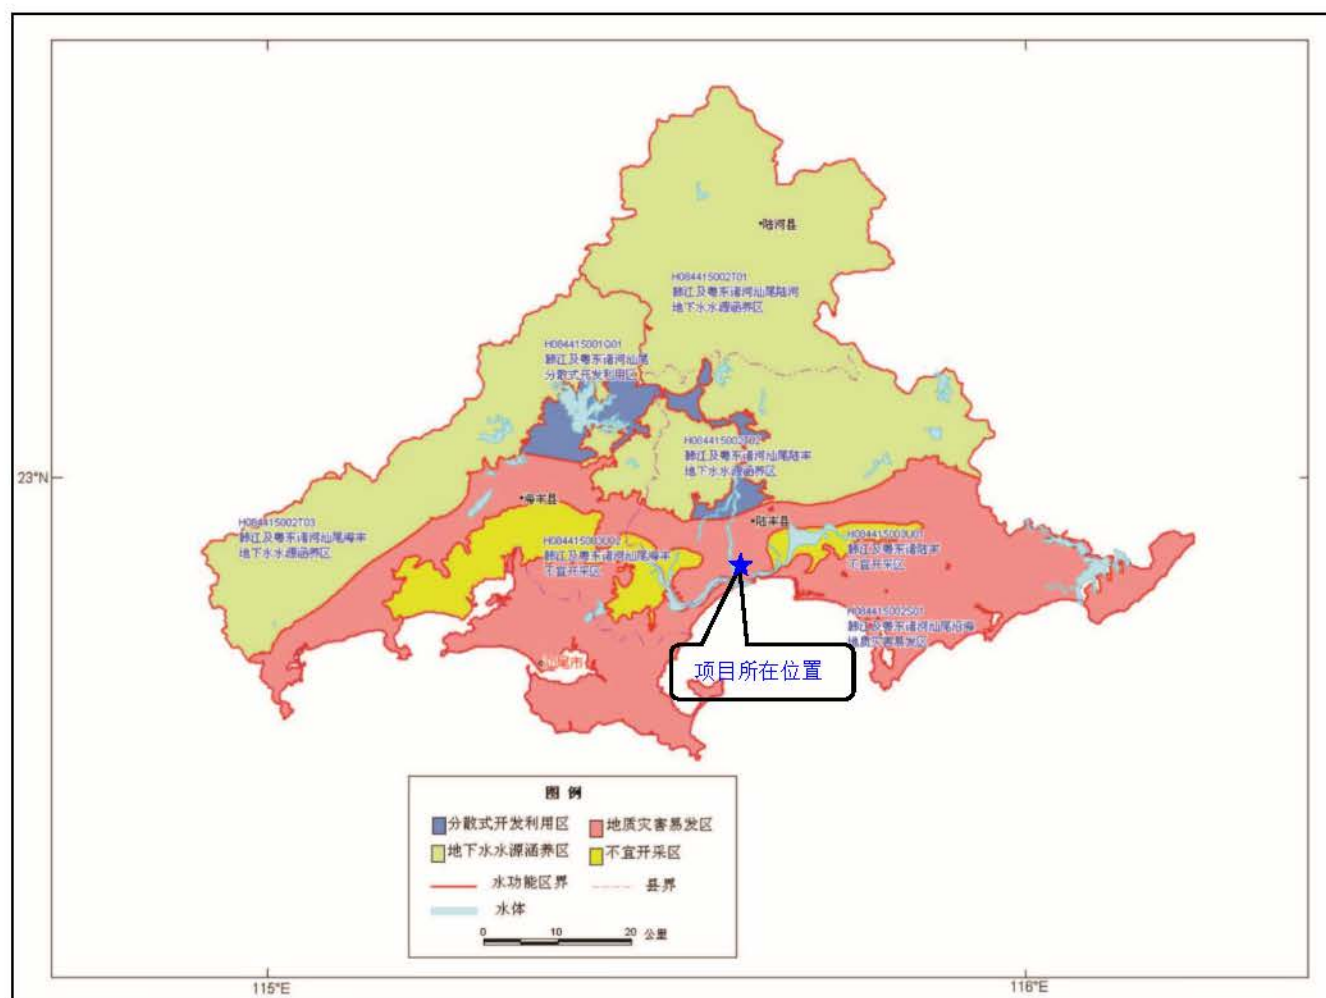 陆河县
H084415002T01
韩江及粤东诸河汕尾陆河
地下水水源涵养区
H084415001Q01
韩江及粤东诸河汕尾
分散式开发利用区
H084415002T02
韩江及粤东诸河汕尾陆丰
地下水水源涵养区
23°N
海丰县
H084415002T03
韩江及粤东诸河汕尾海丰
地下水水源涵养区
陆丰县
H084415003U02
韩江及粤东诸河汕尾海丰
不宜开采区
H084415003U01
韩江及粤东诸陆丰
不宜开采区
H084415002S01
韩江及粤东诸河汕尾沿海
地质灾害易发区
汕尾市
项目所在位置
图 例
分散式开发利用区
地质灾害易发区
地下水水源涵养区
不宜开采区
水功能区界
县界
水体
0 10 20 公里
115°E
116°E